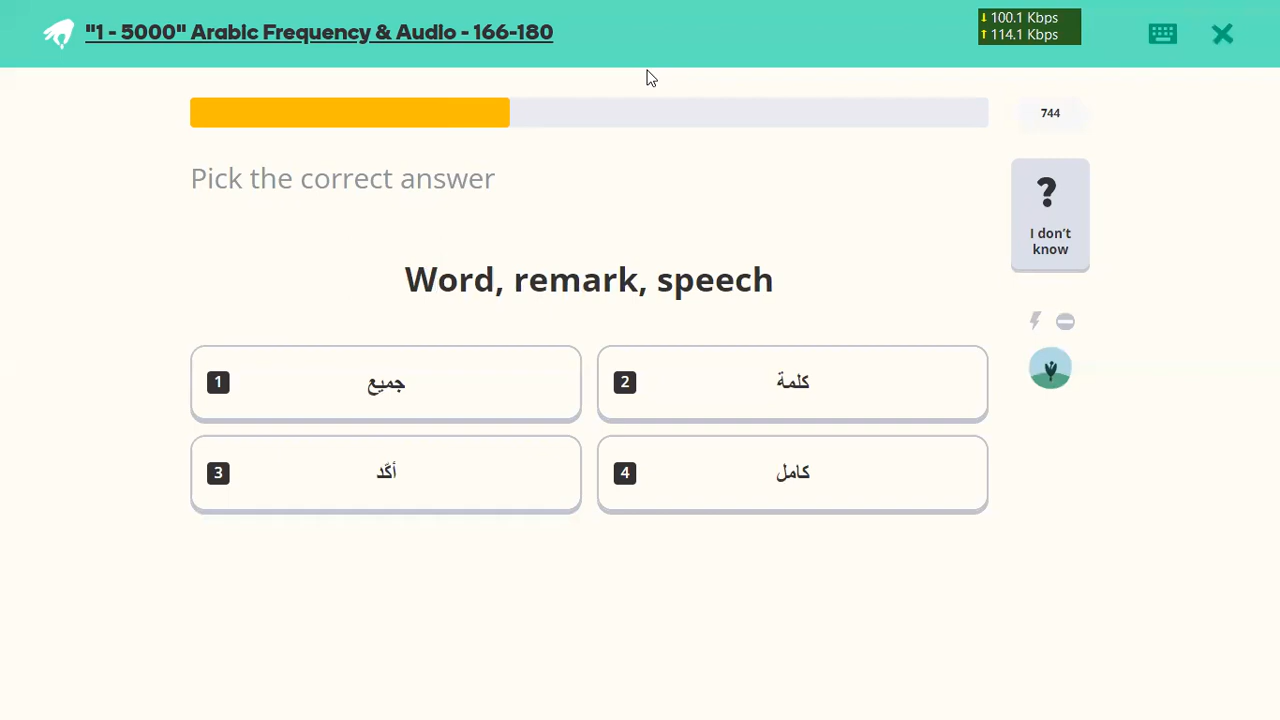 "1 - 5000" Arabic Frequency & Audio - 166-180
↓ 100.1 Kbps
↑ 114.1 Kbps
744
Pick the correct answer
?
I don't
know
Word, remark, speech
1 جميع
2 كلمة
3 أكّد
4 كامل